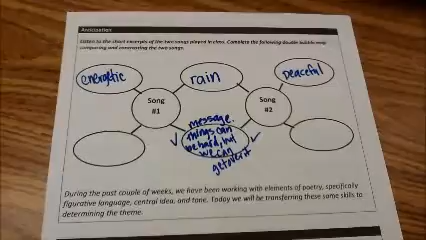 Anticipation
Listen to the short excerpts of the two songs played in class. Complete the following double bubble map
comparing and contrasting the two songs.
energetic
rain
peaceful
Song
#1
Song
#2
message.
things can
be hard, but
we can
get over it
During the past couple of weeks, we have been working with elements of poetry, specifically
figurative language, central idea, and tone. Today we will be transferring these same skills to
determining the theme.